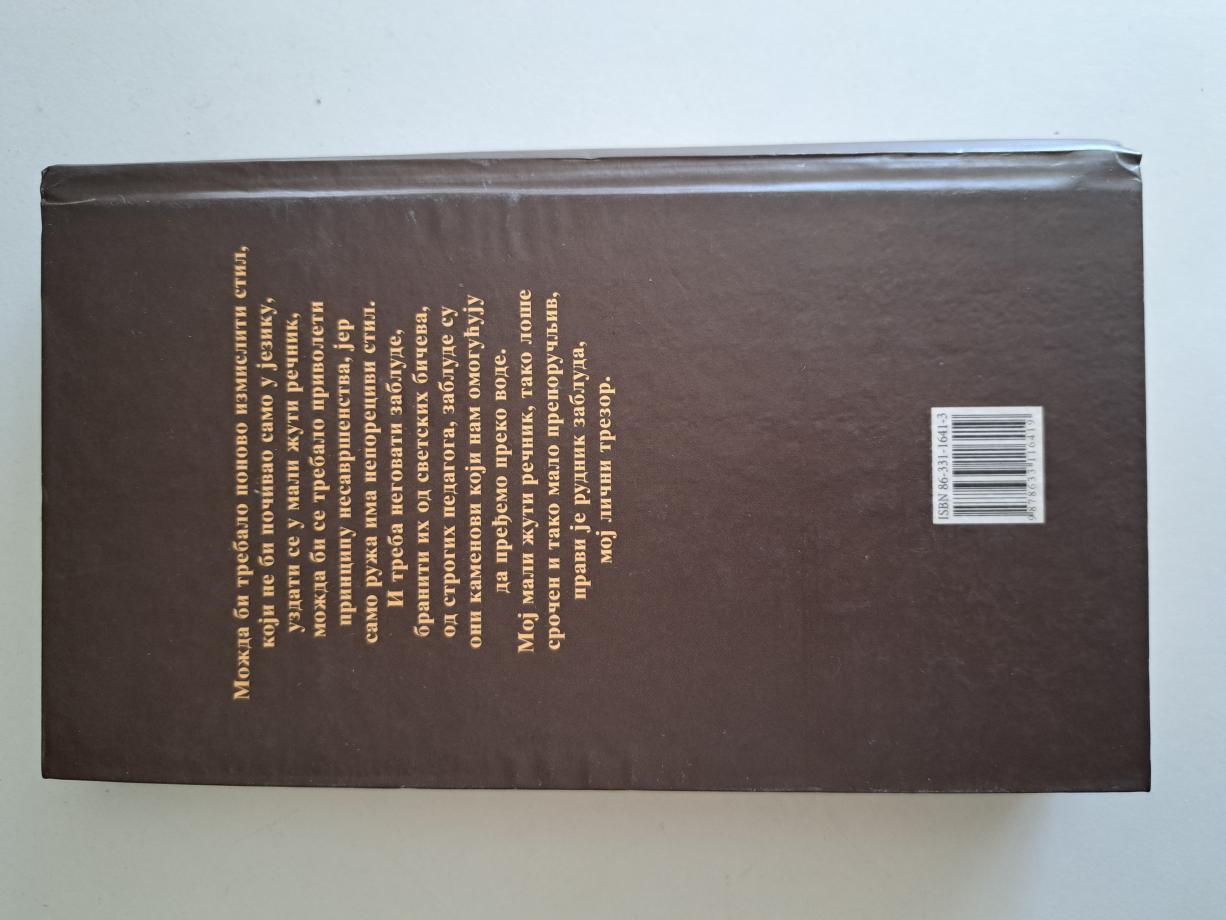 Можда би требало поново измислити стил,
који не би почивао само у језику,
уздати се у мали жути речник,
можда би се требало приволети
принципу несавршенства, јер
само ружа има непорециви стил.
И треба неговати заблуде,
бранити их од светских бичева,
од строгих педагога, заблуде су
они каменови који нам омогућују
да пређемо преко воде.
Мој мали жути речник, тако лоше
срочен и тако мало препоручљив,
прави је рудник заблуда,
мој лични трезор.
ISBN 86-331-1641-3
9788633116419